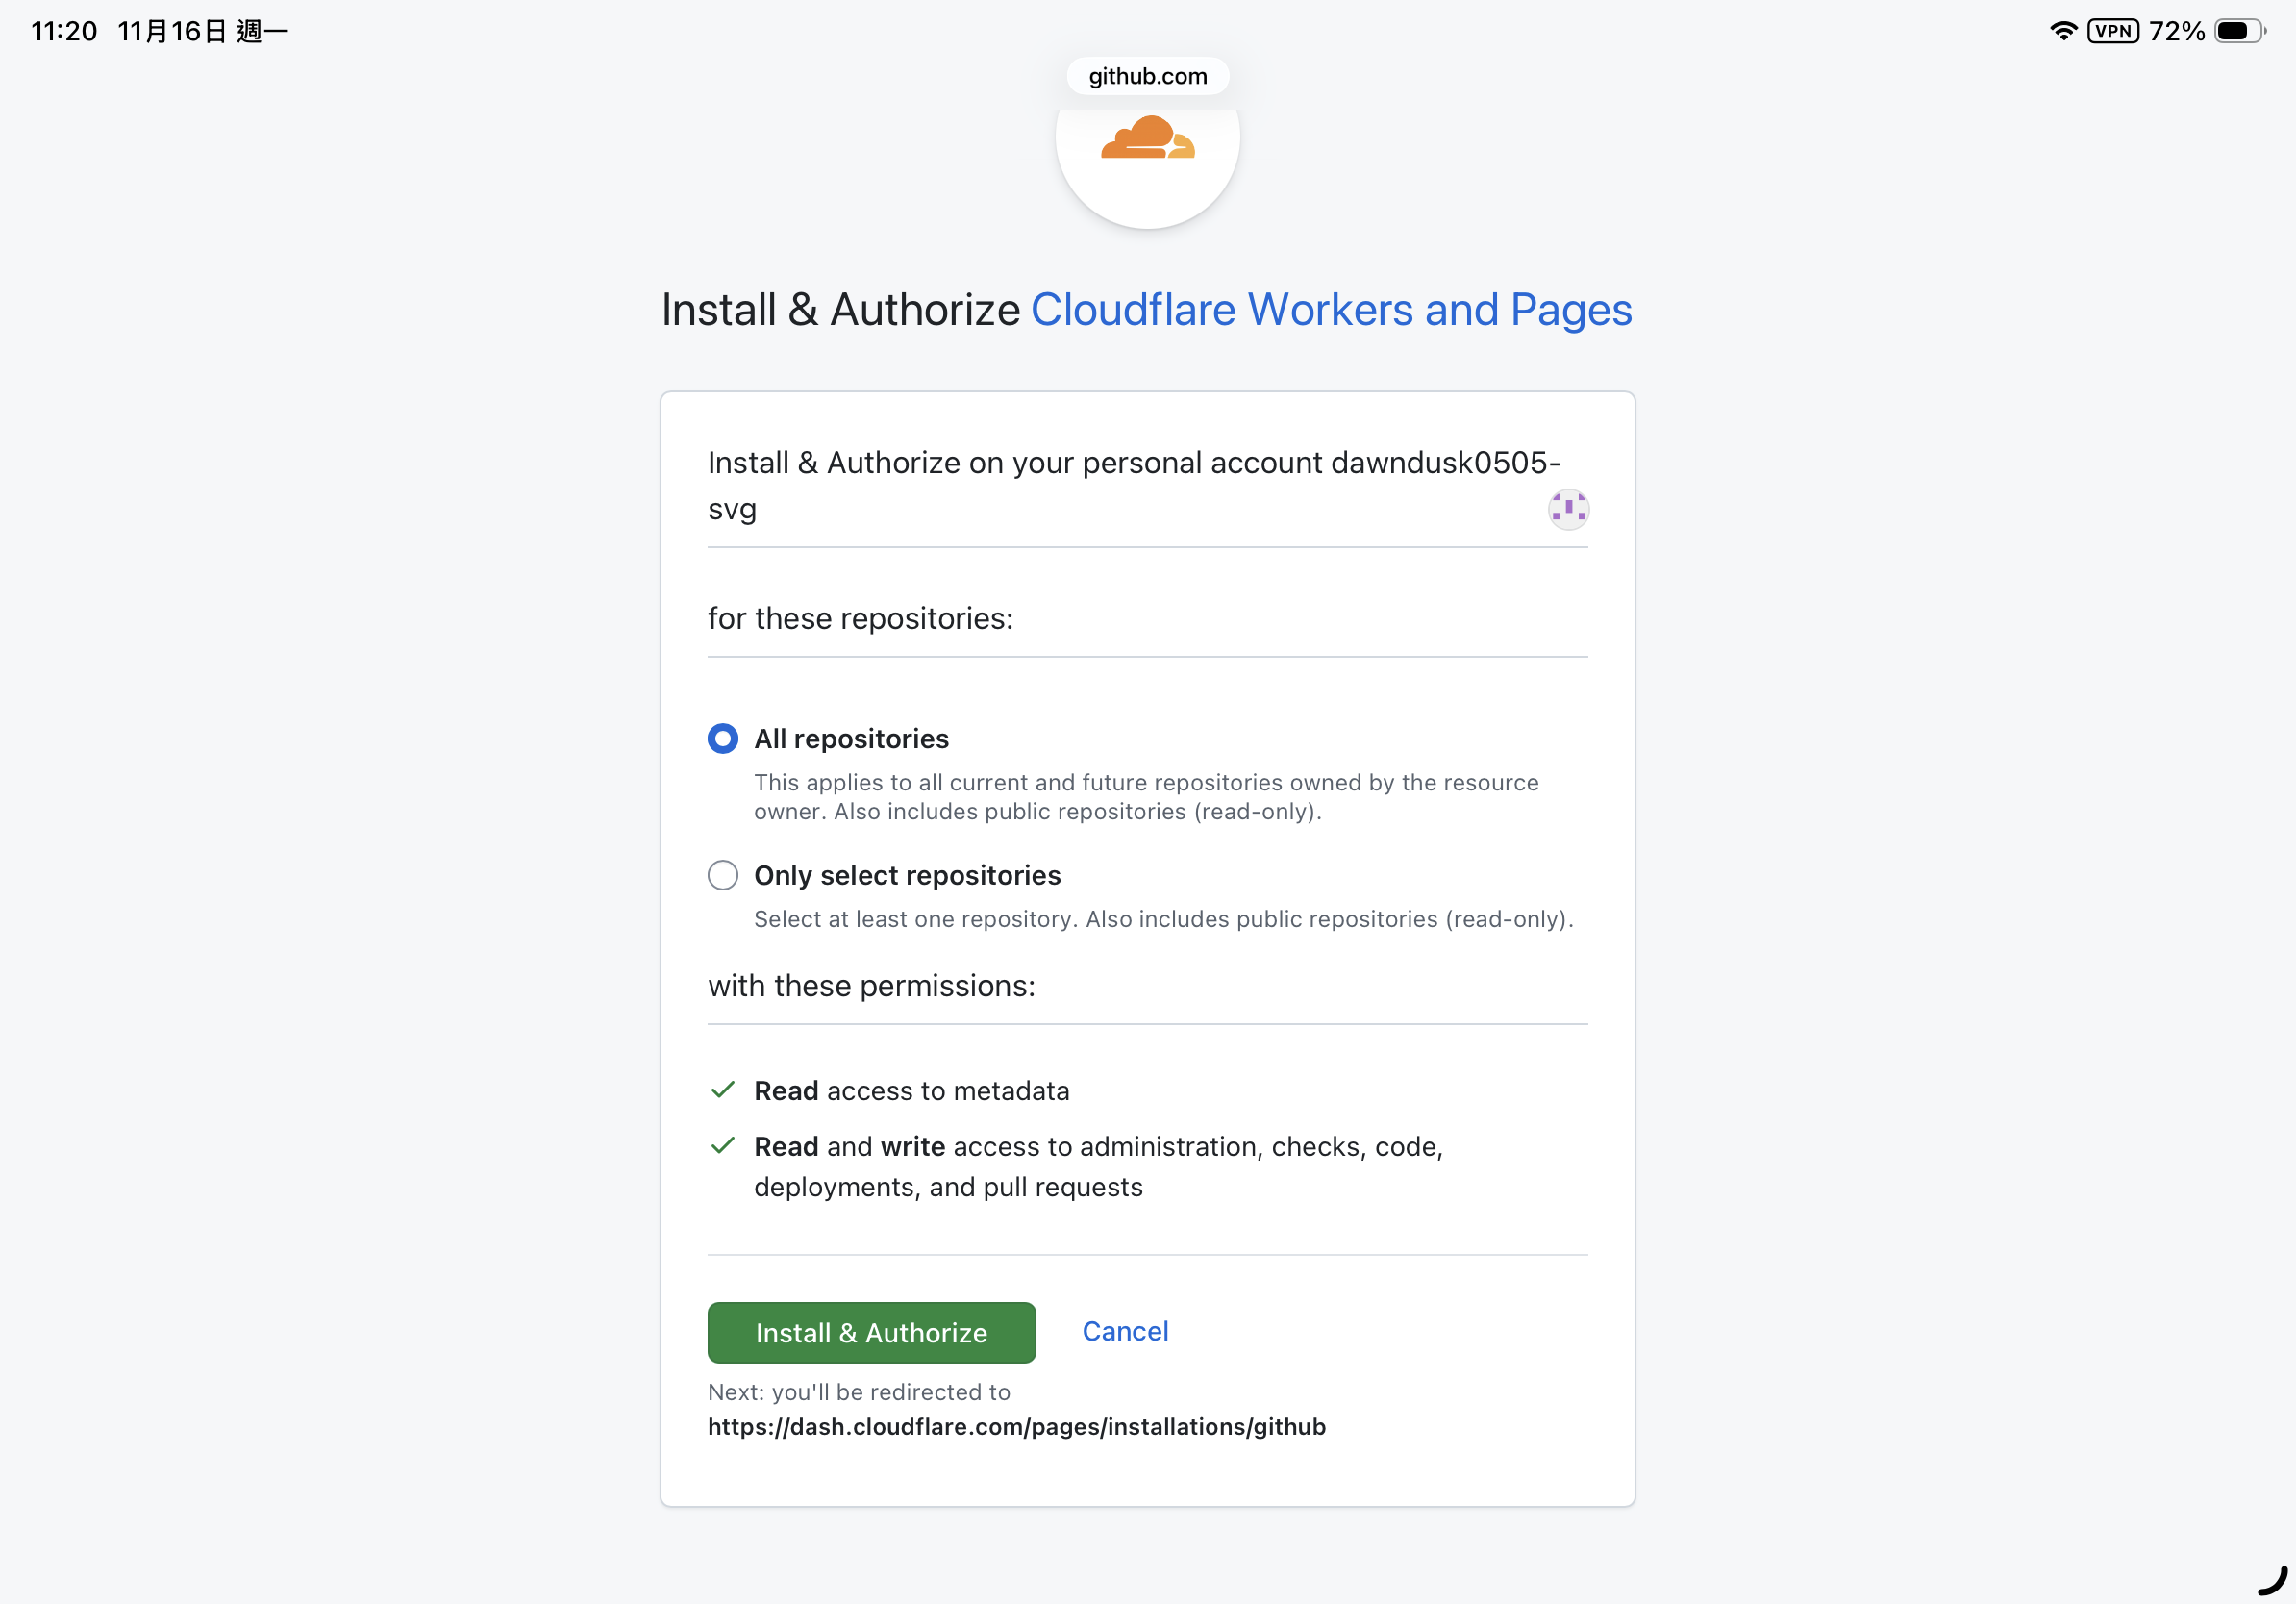 11:20 11月16日 週一
VPN 72%
github.com
Install & Authorize Cloudflare Workers and Pages
Install & Authorize on your personal account dawndusk0505-
svg
for these repositories:
All repositories
This applies to all current and future repositories owned by the resource
owner. Also includes public repositories (read-only).
Only select repositories
Select at least one repository. Also includes public repositories (read-only).
with these permissions:
Read access to metadata
Read and write access to administration, checks, code,
deployments, and pull requests
Install & Authorize Cancel
Next: you'll be redirected to
https://dash.cloudflare.com/pages/installations/github